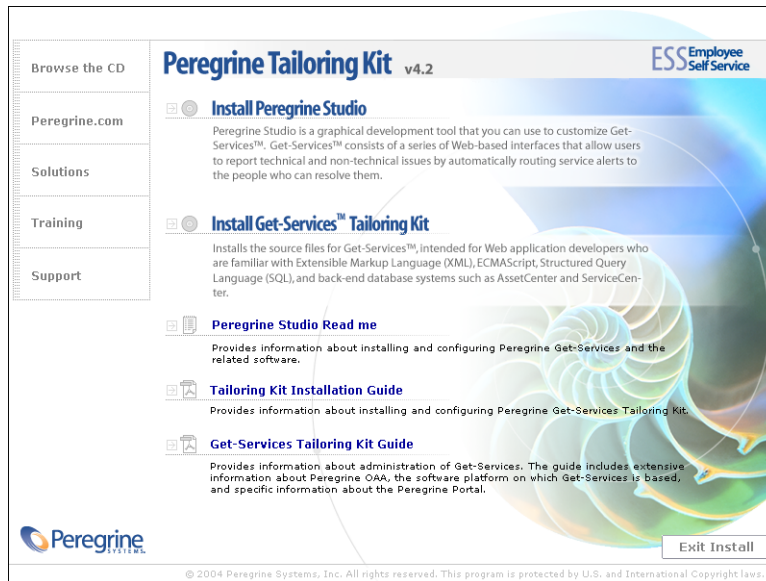 Peregrine Tailoring Kit v4.2
ESS Employee
Self Service
Browse the CD
Peregrine.com
Solutions
Training
Support
Install Peregrine Studio
Peregrine Studio is a graphical development tool that you can use to customize Get-
Services™. Get-Services™ consists of a series of Web-based interfaces that allow users
to report technical and non-technical issues by automatically routing service alerts to
the people who can resolve them.
Install Get-Services™ Tailoring Kit
Installs the source files for Get-Services™, intended for Web application developers who
are familiar with Extensible Markup Language (XML), ECMAScript, Structured Query
Language (SQL), and back-end database systems such as AssetCenter and ServiceCen-
ter.
Peregrine Studio Read me
Provides information about installing and configuring Peregrine Get-Services and the
related software.
Tailoring Kit Installation Guide
Provides information about installing and configuring Peregrine Get-Services Tailoring Kit.
Get-Services Tailoring Kit Guide
Provides information about administration of Get-Services. The guide includes extensive
information about Peregrine OAA, the software platform on which Get-Services is based,
and specific information about the Peregrine Portal.
Peregrine
SYSTEMS
Exit Install
© 2004 Peregrine Systems, Inc. All rights reserved. This program is protected by U.S. and International Copyright laws.